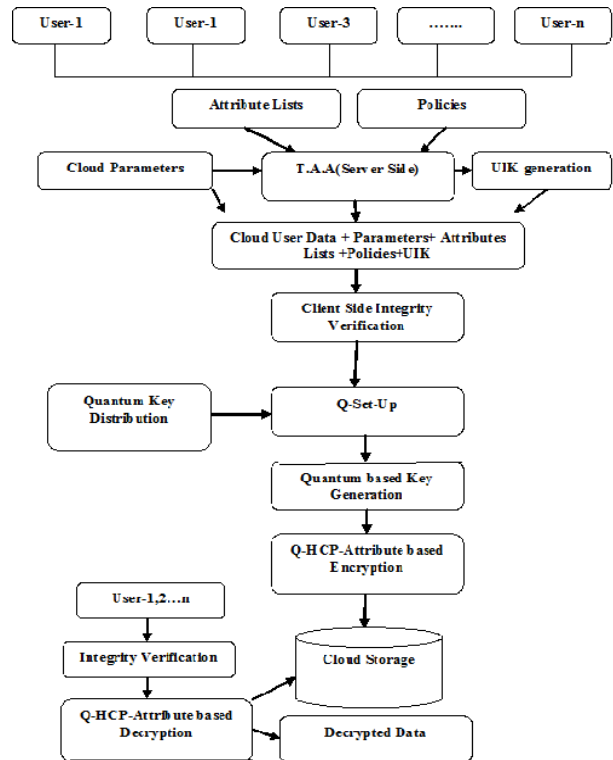 User-1
User-1
User-3
…….
User-n
Attribute Lists
Policies
Cloud Parameters
T.A.A(Server Side)
UIK generation
Cloud User Data + Parameters+ Attributes
Lists +Policies+UIK
Client Side Integrity
Verification
Quantum Key
Distribution
Q-Set-Up
Quantum based Key
Generation
Q-HCP-Attribute based
Encryption
User-1,2…n
Integrity Verification
Cloud Storage
Q-HCP-Attribute based
Decryption
Decrypted Data